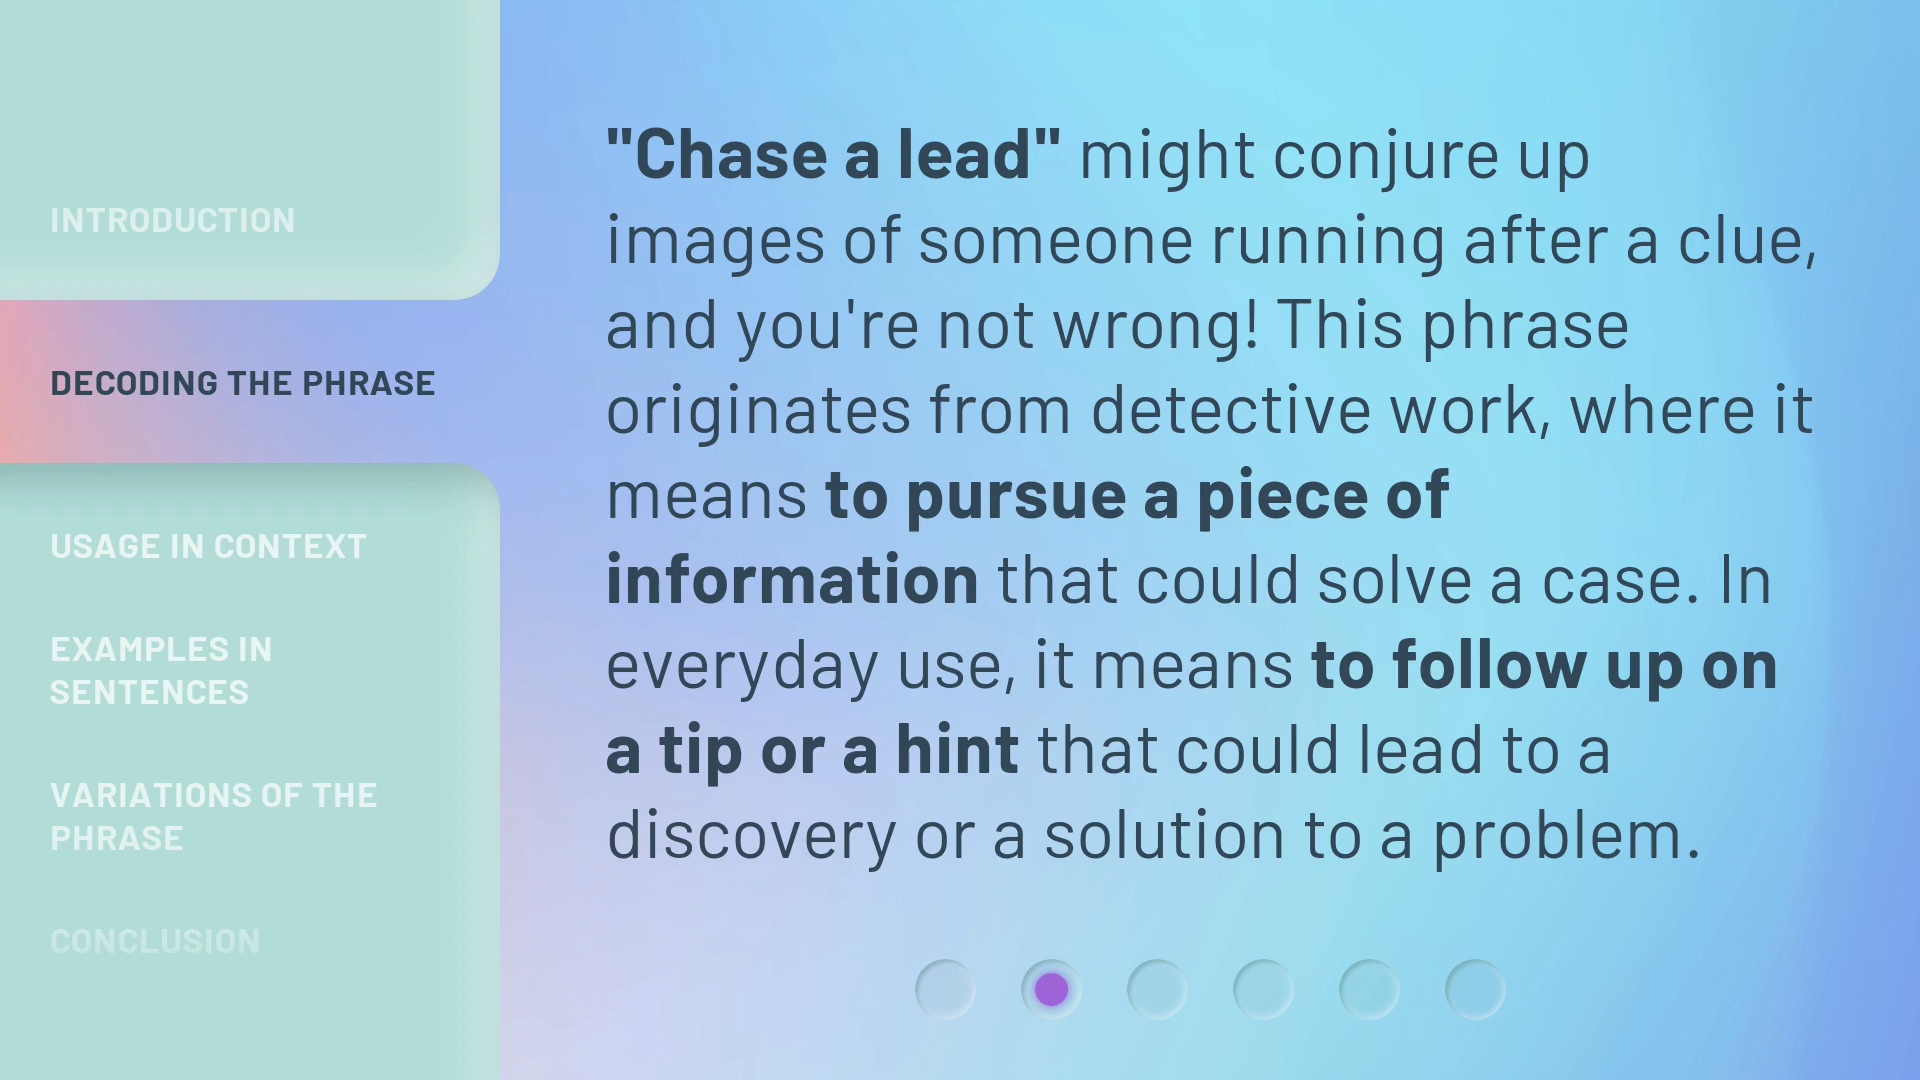 INTRODUCTION
DECODING THE PHRASE
USAGE IN CONTEXT
EXAMPLES IN
SENTENCES
VARIATIONS OF THE
PHRASE
CONCLUSION
"Chase a lead" might conjure up
images of someone running after a clue,
and you're not wrong! This phrase
originates from detective work, where it
means to pursue a piece of
information that could solve a case. In
everyday use, it means to follow up on
a tip or a hint that could lead to a
discovery or a solution to a problem.